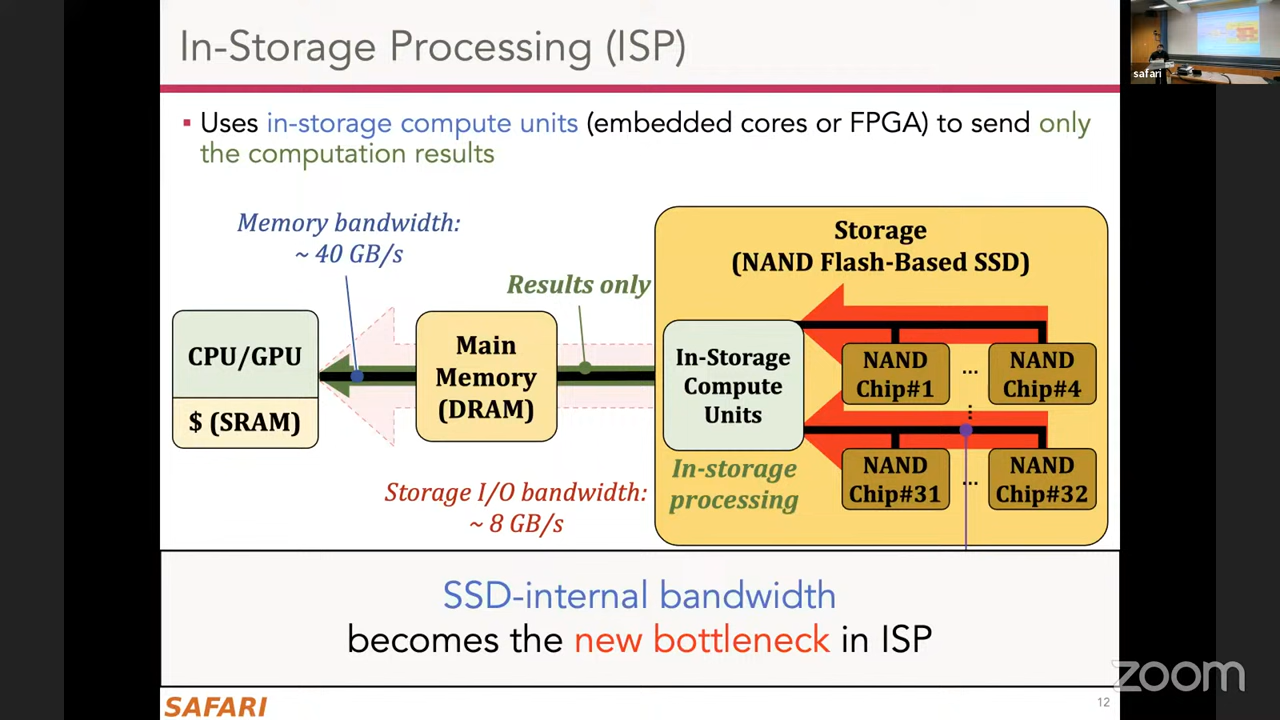 In-Storage Processing (ISP)
safari
▪ Uses in-storage compute units (embedded cores or FPGA) to send only
the computation results
Memory bandwidth:
~ 40 GB/s
Results only
Storage
(NAND Flash-Based SSD)
CPU/GPU
$ (SRAM)
Main
Memory
(DRAM)
In-Storage
Compute
Units
NAND
Chip#1
...
NAND
Chip#4
...
NAND
Chip#31
...
NAND
Chip#32
In-storage
processing
Storage I/O bandwidth:
~ 8 GB/s
SSD-internal bandwidth
becomes the new bottleneck in ISP
zoom
SAFARI
12